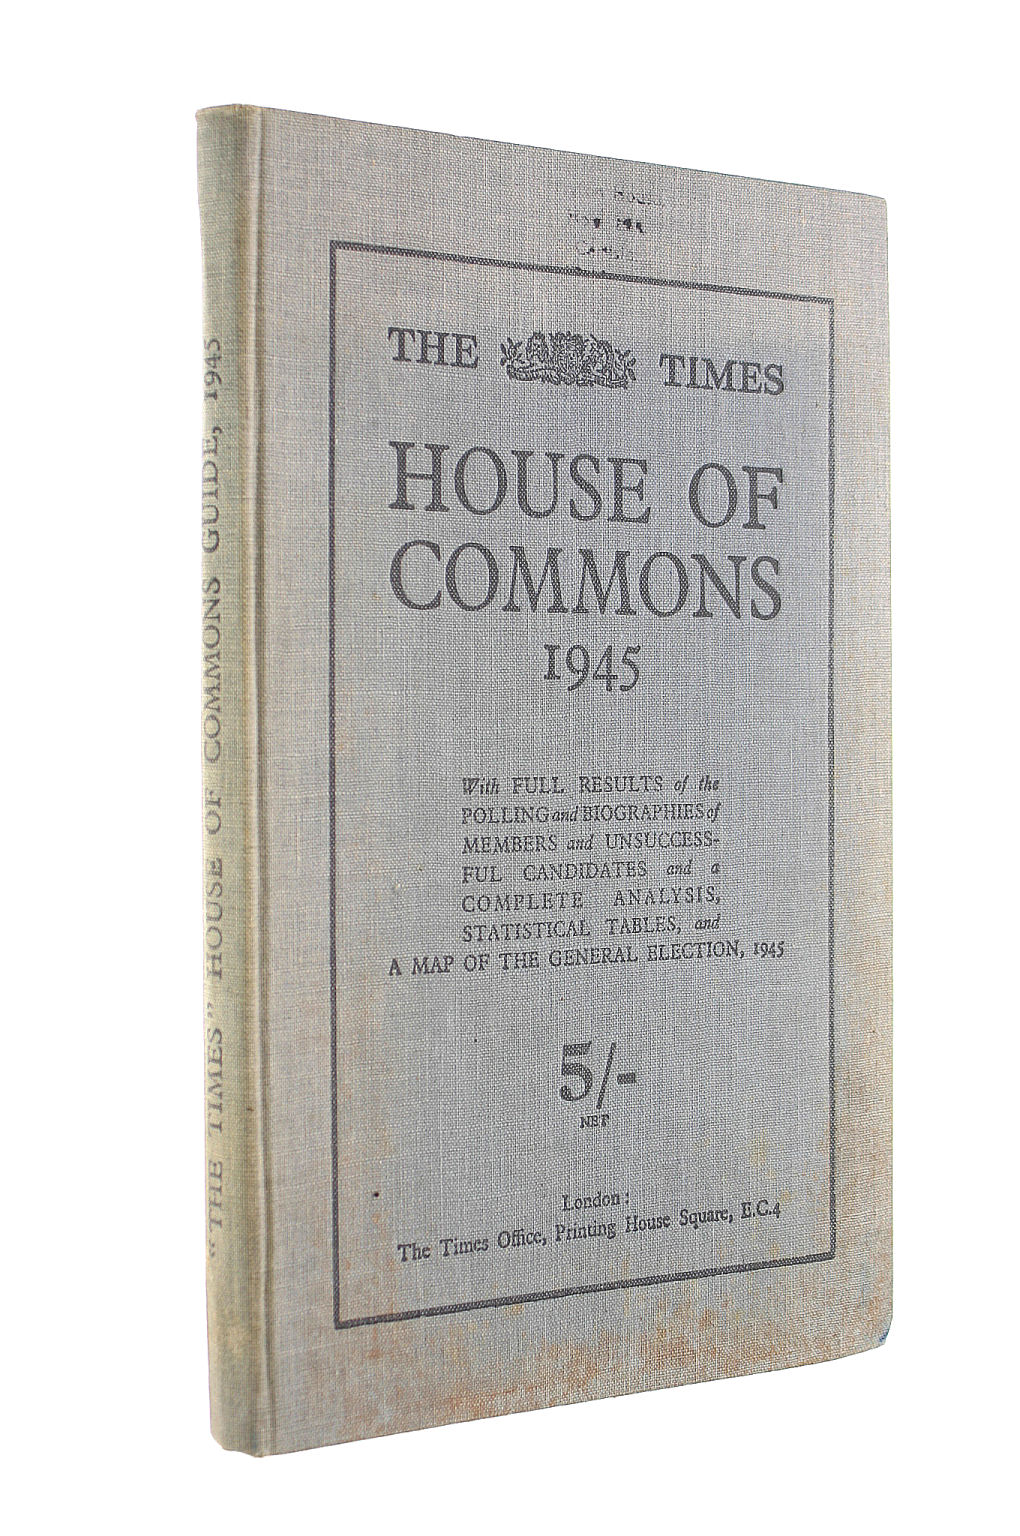 "THE TIMES" HOUSE OF COMMONS GUIDE, 1945
THE TIMES
HOUSE OF
COMMONS
1945
With FULL RESULTS of the
POLLING and BIOGRAPHIES of
MEMBERS and UNSUCCESS-
FUL CANDIDATES and a
COMPLETE ANALYSIS,
STATISTICAL TABLES, and
A MAP OF THE GENERAL ELECTION, 1945
5/-
NET
London:
The Times Office, Printing House Square, E.C.4